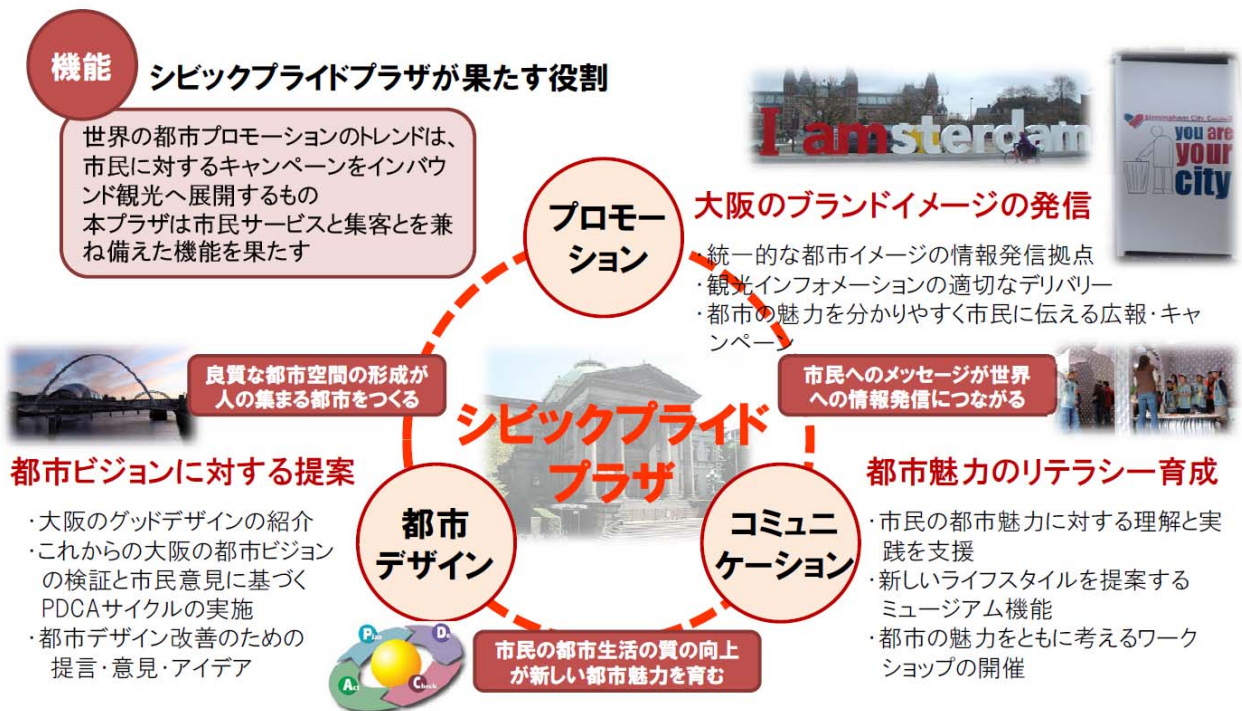 機能
シビックプライドプラザが果たす役割
世界の都市プロモーションのトレンドは、
市民に対するキャンペーンをインバウ
ンド観光へ展開するもの
本プラザは市民サービスと集客とを兼
ね備えた機能を果たす
I amsterdam
Birmingham City Council
you are
your
city
プロモー
ション
大阪のブランドイメージの発信
・統一的な都市イメージの情報発信拠点
・観光インフォメーションの適切なデリバリー
・都市の魅力を分かりやすく市民に伝える広報・キャ
ンペーン
良質な都市空間の形成が
人の集まる都市をつくる
市民へのメッセージが世界
への情報発信につながる
シビックプライド
プラザ
都市ビジョンに対する提案
・大阪のグッドデザインの紹介
・これからの大阪の都市ビジョン
の検証と市民意見に基づく
PDCAサイクルの実施
・都市デザイン改善のための
提言・意見・アイデア
都市
デザイン
コミュニ
ケーション
都市魅力のリテラシー育成
・市民の都市魅力に対する理解と実
践を支援
・新しいライフスタイルを提案する
ミュージアム機能
・都市の魅力をともに考えるワーク
ショップの開催
Plan
Do
Act
Check
市民の都市生活の質の向上
が新しい都市魅力を育む